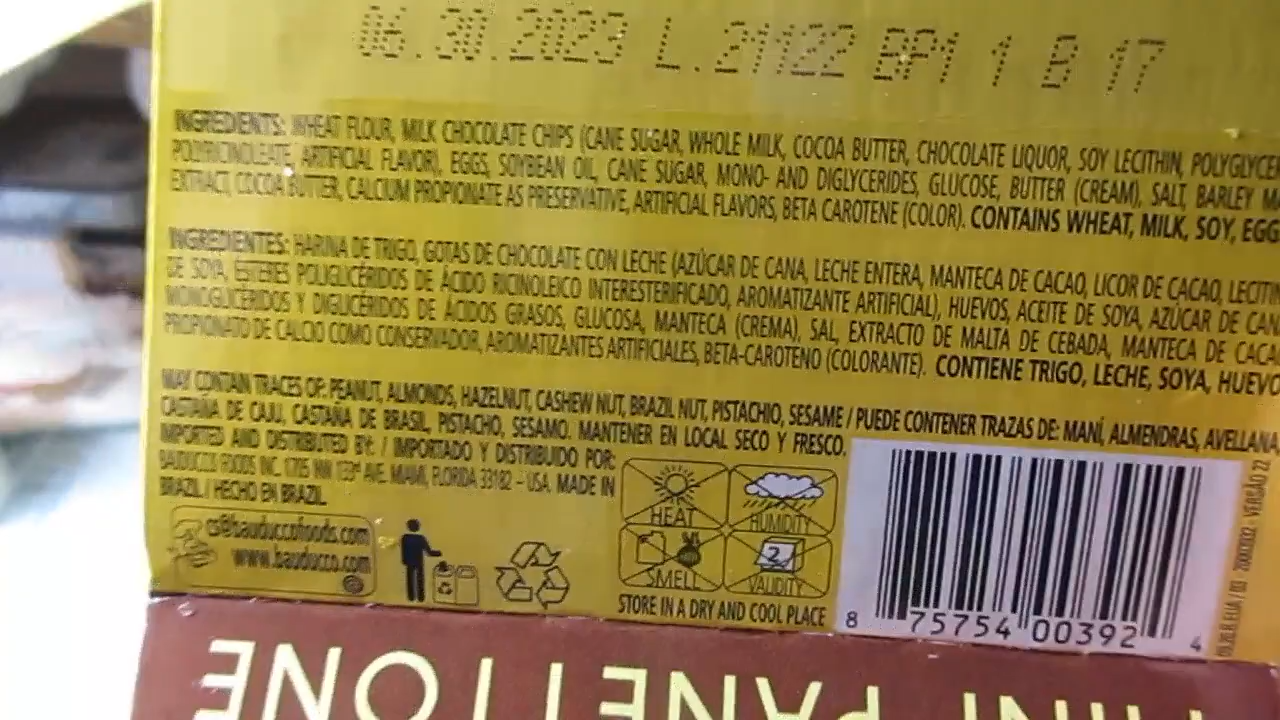 06.30.2023 L.21122 BP1 1 B 17
INGREDIENTS: WHEAT FLOUR, MILK CHOCOLATE CHIPS (CANE SUGAR, WHOLE MILK, COCOA BUTTER, CHOCOLATE LIQUOR, SOY LECITHIN, POLYGLYCER
POLYRICINOLEATE, ARTIFICIAL FLAVOR), EGGS, SOYBEAN OIL, CANE SUGAR, MONO- AND DIGLYCERIDES, GLUCOSE, BUTTER (CREAM), SALT, BARLEY MA
EXTRACT, COCOA BUTTER, CALCIUM PROPIONATE AS PRESERVATIVE, ARTIFICIAL FLAVORS, BETA CAROTENE (COLOR). CONTAINS WHEAT, MILK, SOY, EGG
INGREDIENTES: HARINA DE TRIGO, GOTAS DE CHOCOLATE CON LECHE (AZÚCAR DE CANA, LECHE ENTERA, MANTECA DE CACAO, LICOR DE CACAO, LECITIN
DE SOYA, ÉSTERES POLIGLICÉRIDOS DE ÁCIDO RICINOLEICO INTERESTERIFICADO, AROMATIZANTE ARTIFICIAL), HUEVOS, ACEITE DE SOYA, AZÚCAR DE CAN
MONOGLICÉRIDOS Y DIGLICÉRIDOS DE ÁCIDOS GRASOS, GLUCOSA, MANTECA (CREMA), SAL, EXTRACTO DE MALTA DE CEBADA, MANTECA DE CACA
PROPIONATO DE CALCIO COMO CONSERVADOR, AROMATIZANTES ARTIFICIALES, BETA-CAROTENO (COLORANTE). CONTIENE TRIGO, LECHE, SOYA, HUEVO
MAY CONTAIN TRACES OF: PEANUT, ALMONDS, HAZELNUT, CASHEW NUT, BRAZIL NUT, PISTACHIO, SESAME / PUEDE CONTENER TRAZAS DE: MANÍ, ALMENDRAS, AVELLANA
CASTAÑA DE CAJU, CASTAÑA DE BRASIL, PISTACHO, SESAMO. MANTENER EN LOCAL SECO Y FRESCO.
IMPORTED AND DISTRIBUTED BY: / IMPORTADO Y DISTRIBUIDO POR:
BAUDUCCO FOODS INC. 1705 NW 133rd AVE. MIAMI, FLORIDA 33182 - USA. MADE IN
BRAZIL / HECHO EN BRAZIL.
cs@bauduccofoods.com
www.bauducco.com
HEAT
HUMIDITY
SMELL
2
VALIDITY
STORE IN A DRY AND COOL PLACE
8 75754 00392 4
VERSÃO 22
MINI PANETTONE